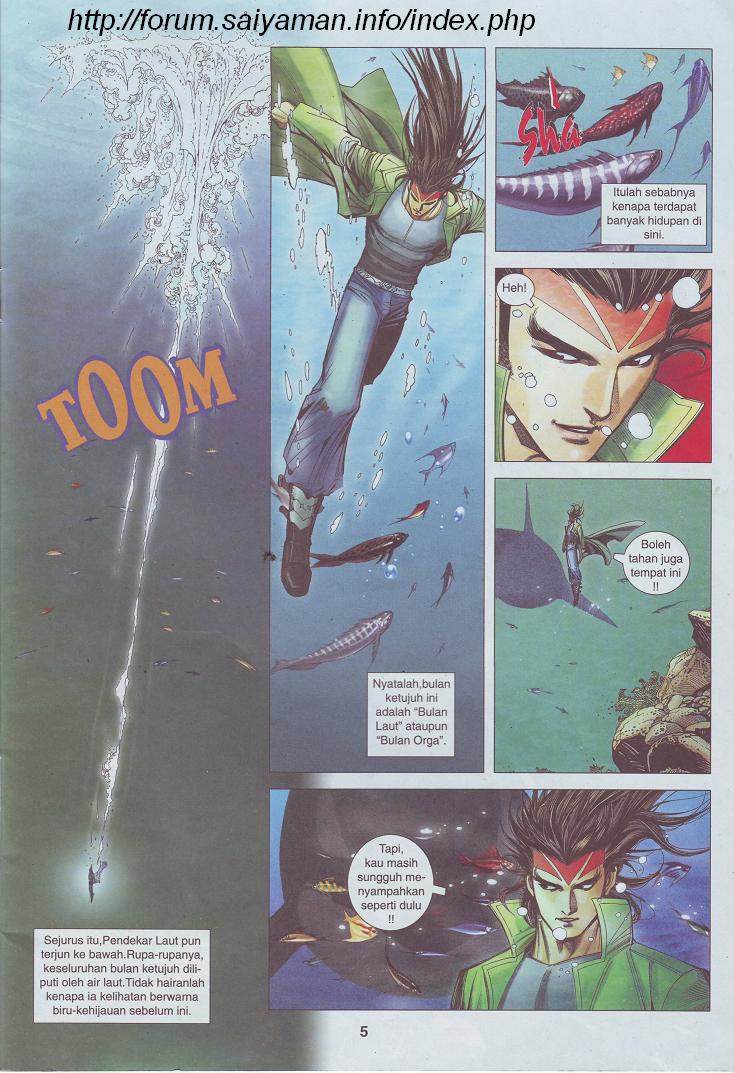 http://forum.saiyaman.info/index.php
TOOM
Sejurus itu,Pendekar Laut pun
terjun ke bawah.Rupa-rupanya,
keseluruhan bulan ketujuh dili-
puti oleh air laut.Tidak hairanlah
kenapa ia kelihatan berwarna
biru-kehijauan sebelum ini.
Nyatalah,bulan
ketujuh ini
adalah “Bulan
Laut” ataupun
“Bulan Orga”.
I
Sha
Itulah sebabnya
kenapa terdapat
banyak hidupan di
sini.
Heh!
Boleh
tahan juga
tempat ini
!!
Tapi,
kau masih
sungguh me-
nyampahkan
seperti dulu
!!
5